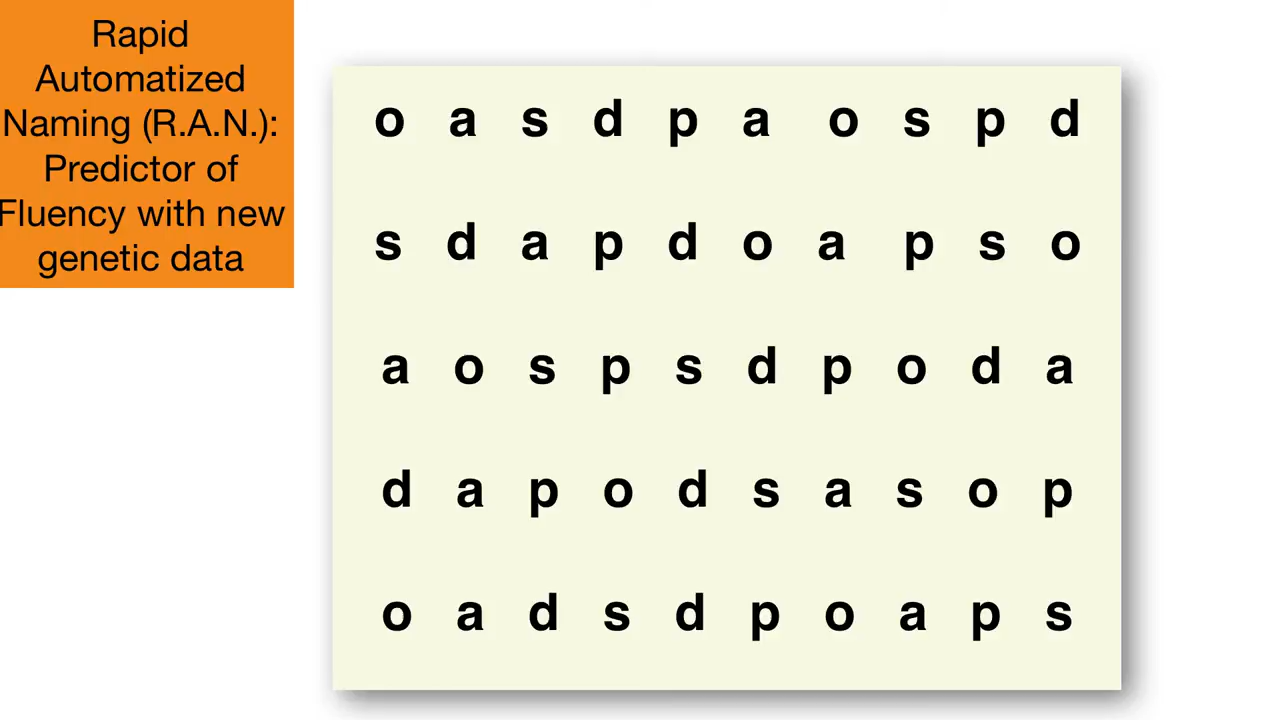 Rapid
Automatized
Naming (R.A.N.):
Predictor of
Fluency with new
genetic data
o a s d p a o s p d
s d a p d o a p s o
a o s p s d p o d a
d a p o d s a s o p
o a d s d p o a p s